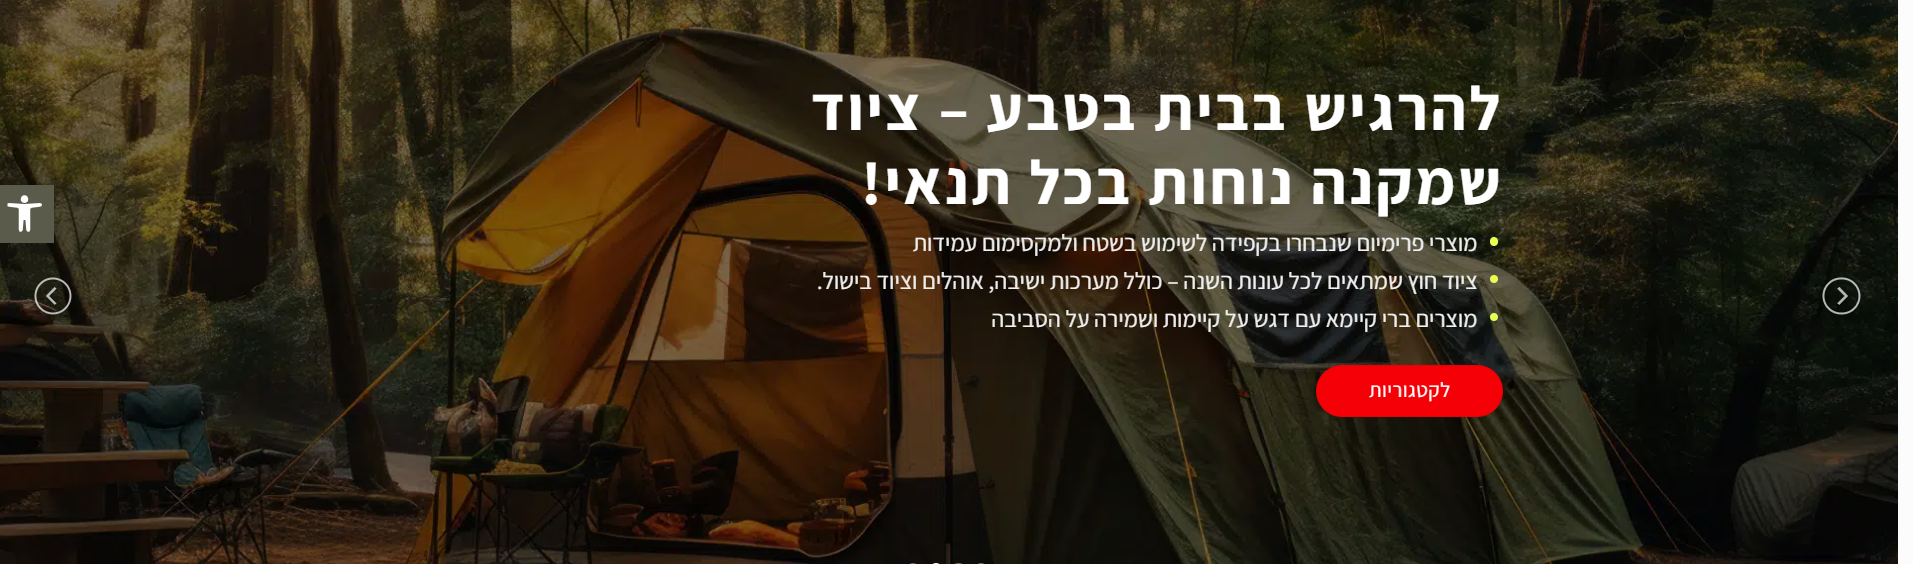 להרגיש בבית בטבע – ציוד
שמקנה נוחות בכל תנאי!
מוצרי פרימיום שנבחרו בקפידה לשימוש בשטח ולמקסימום עמידות
ציוד חוץ שמתאים לכל עונות השנה – כולל מערכות ישיבה, אוהלים וציוד בישול.
מוצרים ברי קיימא עם דגש על קיימות ושמירה על הסביבה
לקטגוריות